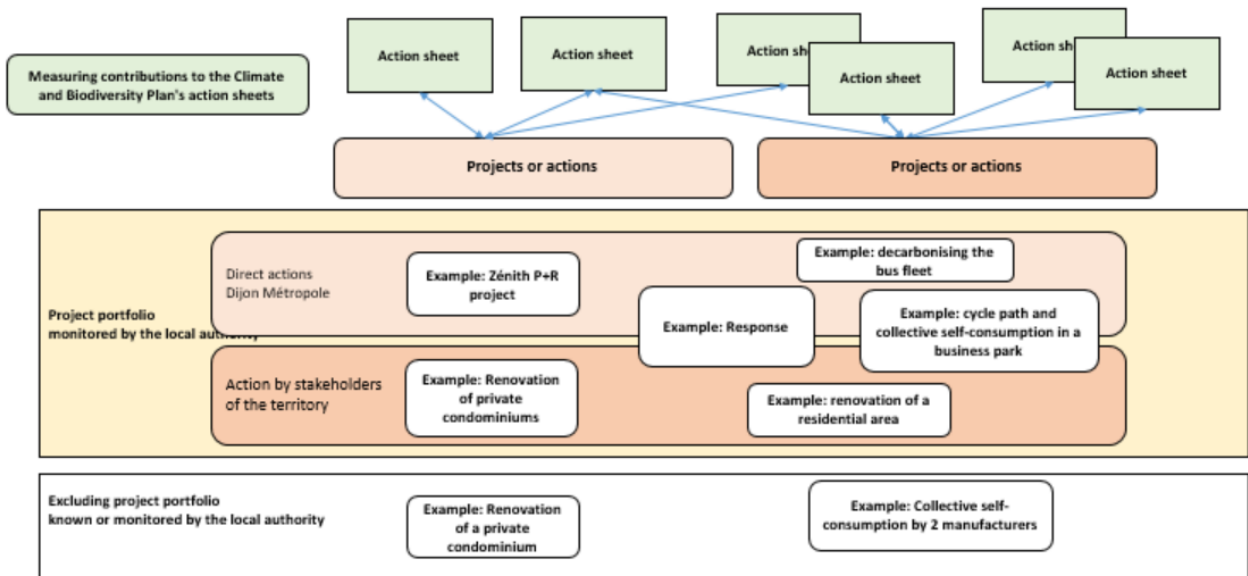 Action sheet
Action sheet
Action sh
Action sheet
Action sh
Action sheet
Measuring contributions to the Climate
and Biodiversity Plan's action sheets
Projects or actions
Projects or actions
Project portfolio
monitored by the local authority
Direct actions
Dijon Métropole
Example: Zénith P+R
project
Example: decarbonising the
bus fleet
Example: Response
Example: cycle path and
collective self-consumption in a
business park
Action by stakeholders
of the territory
Example: Renovation
of private
condominiums
Example: renovation of a
residential area
Excluding project portfolio
known or monitored by the local authority
Example: Renovation
of a private
condominium
Example: Collective self-
consumption by 2 manufacturers